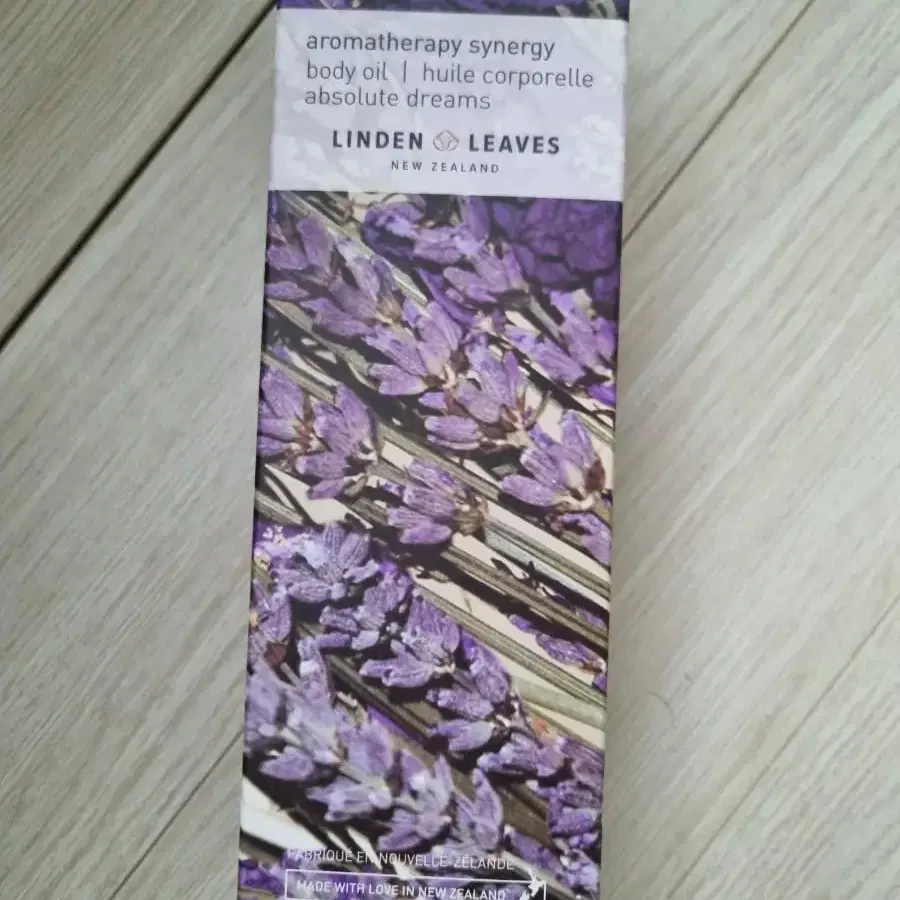 aromatherapy synergy
body oil | huile corporelle
absolute dreams
LINDEN LEAVES
NEW ZEALAND
FABRIQUÉ EN NOUVELLE-ZÉLANDE
MADE WITH LOVE IN NEW ZEALAND